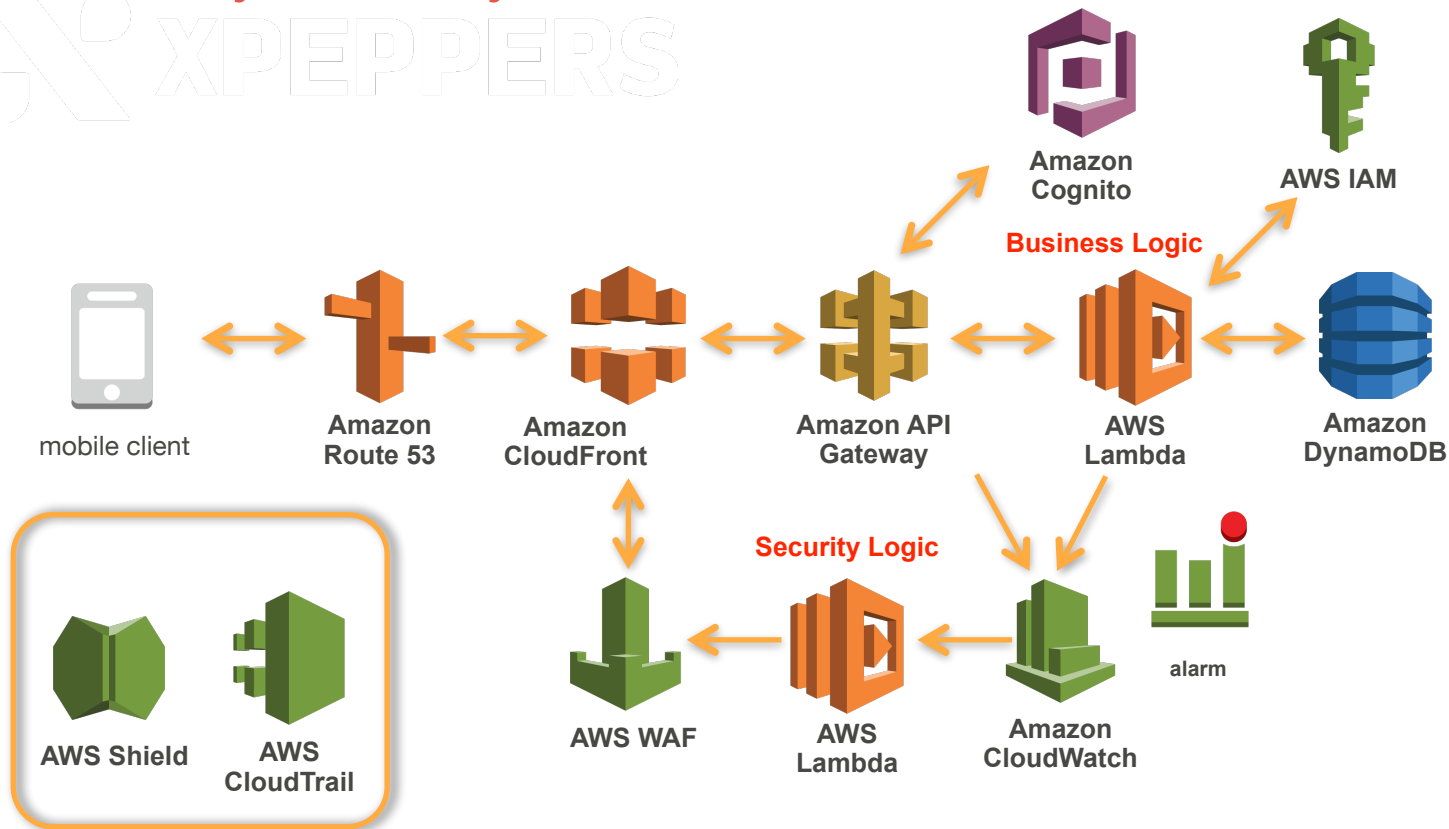 XPEPPERS
Amazon
Cognito
AWS IAM
Business Logic
mobile client
Amazon
Route 53
Amazon
CloudFront
Amazon API
Gateway
AWS
Lambda
Amazon
DynamoDB
Security Logic
alarm
AWS Shield
AWS
CloudTrail
AWS WAF
AWS
Lambda
Amazon
CloudWatch